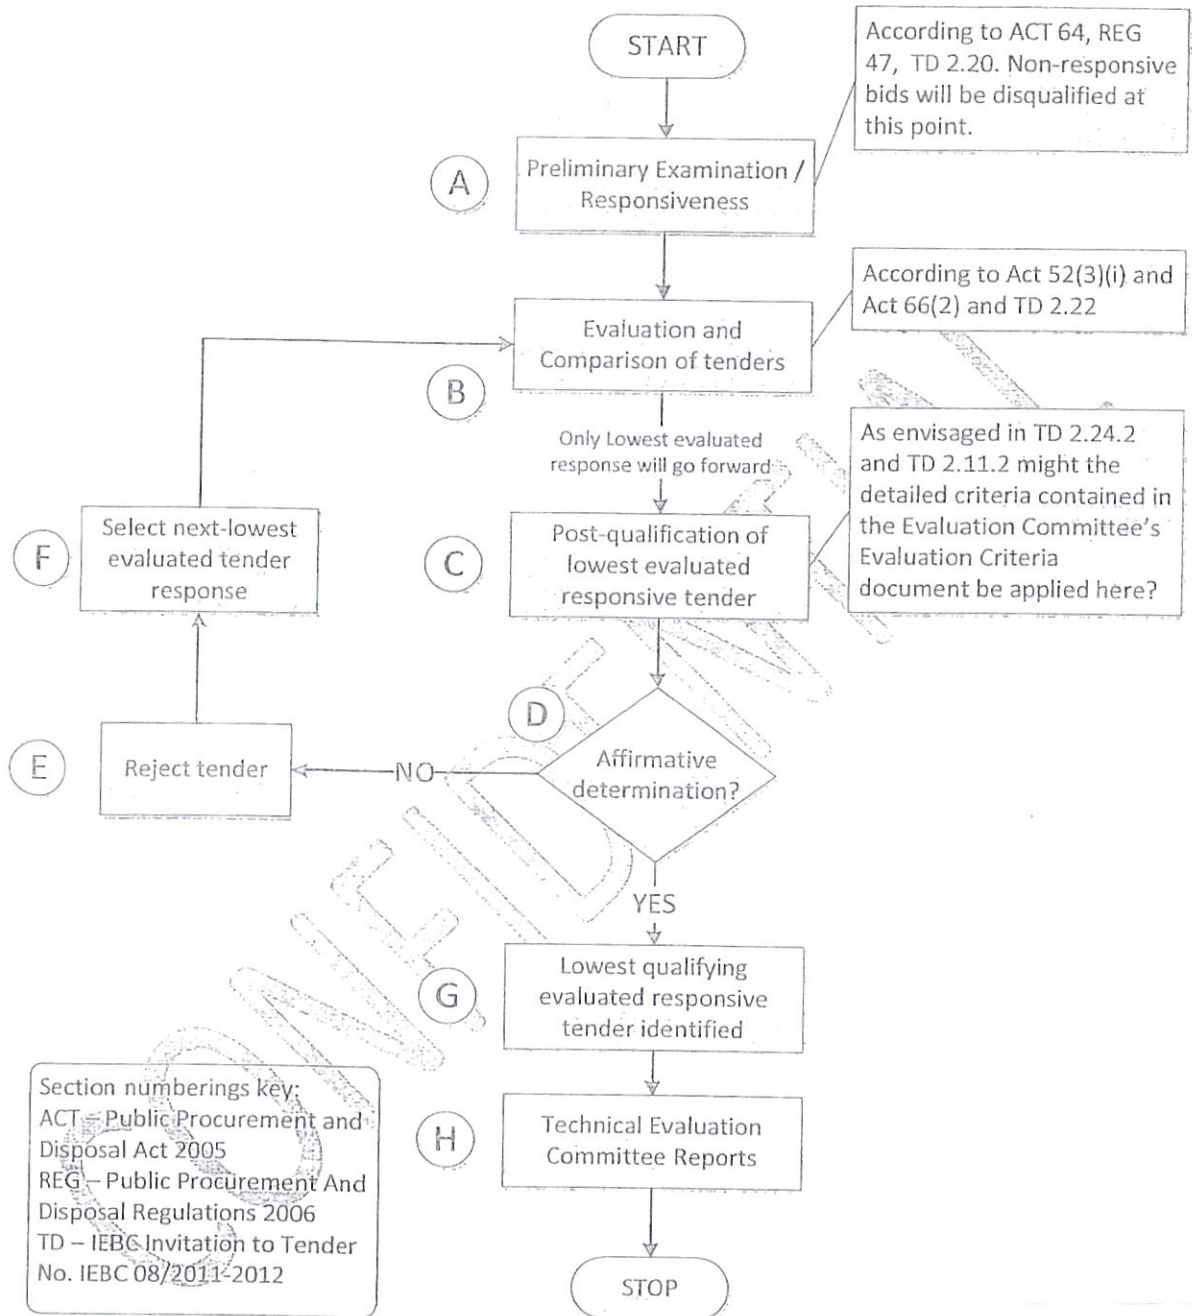 START
According to ACT 64, REG
47, TD 2.20. Non-responsive
bids will be disqualified at
this point.
A
Preliminary Examination /
Responsiveness
According to Act 52(3)(i) and
Act 66(2) and TD 2.22
Evaluation and
Comparison of tenders
B
Only Lowest evaluated
response will go forward
As envisaged in TD 2.24.2
and TD 2.11.2 might the
detailed criteria contained in
the Evaluation Committee's
Evaluation Criteria
document be applied here?
F
Select next-lowest
evaluated tender
response
C
Post-qualification of
lowest evaluated
responsive tender
D
Affirmative
determination?
E
Reject tender
NO
YES
G
Lowest qualifying
evaluated responsive
tender identified
H
Technical Evaluation
Committee Reports
Section numberings key:
ACT – Public Procurement and
Disposal Act 2005
REG – Public Procurement And
Disposal Regulations 2006
TD – IEBC Invitation to Tender
No. IEBC 08/2011-2012
STOP
CONFIDENTIAL